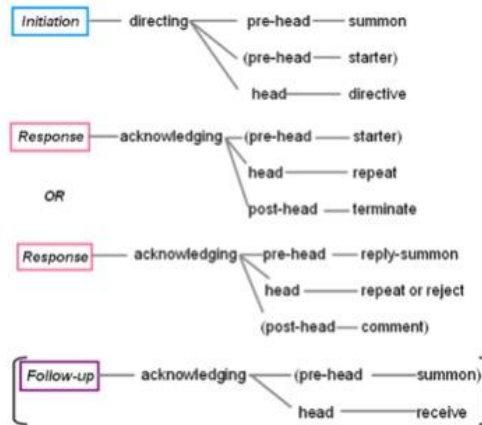 Initiation directing pre-head summon
(pre-head starter)
head directive
Response acknowledging (pre-head starter)
head repeat
OR
post-head terminate
Response acknowledging pre-head reply-summon
head repeat or reject
(post-head comment)
Follow-up acknowledging (pre-head summon)
head receive